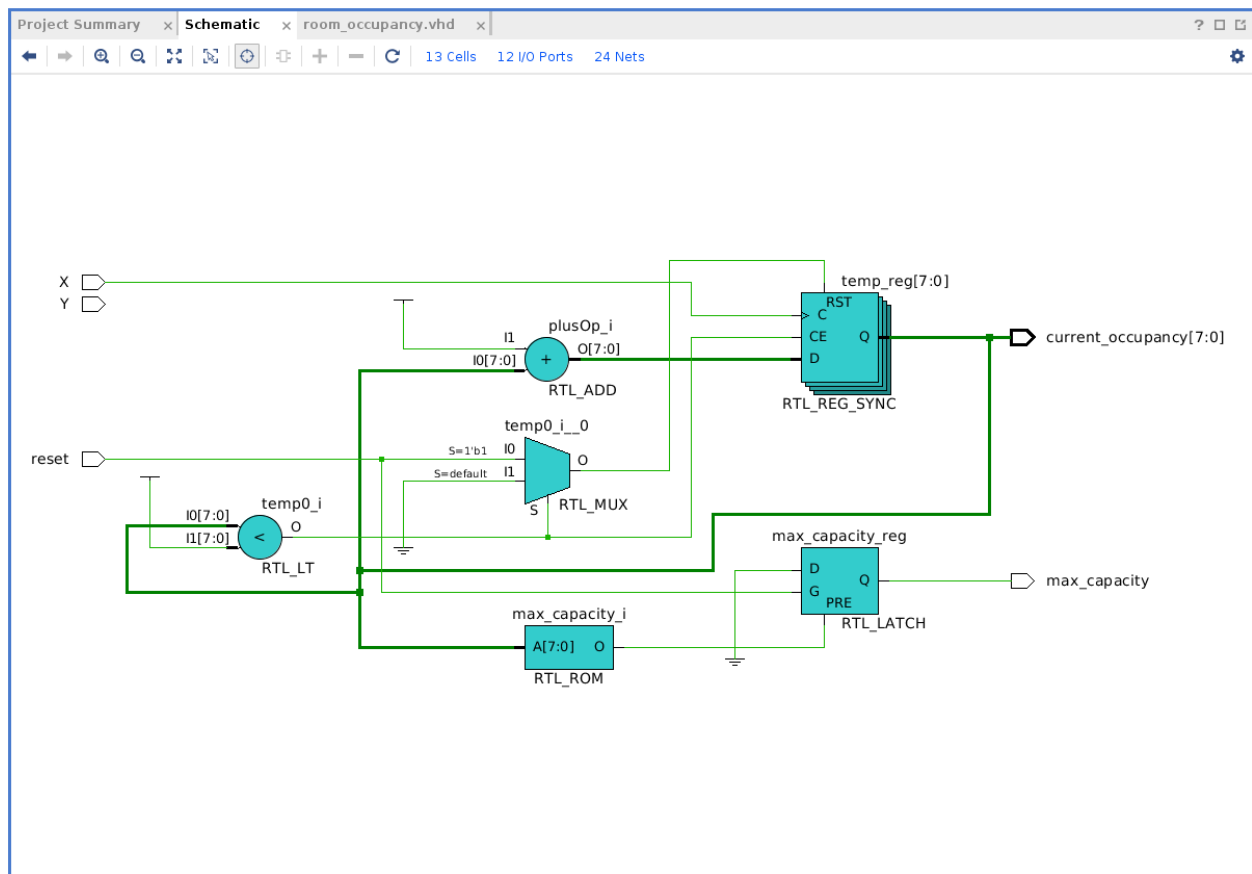 Project Summary × Schematic × room_occupancy.vhd × ?
13 Cells 12 I/O Ports 24 Nets
X
Y
temp_reg[7:0]
RST
C
CE
Q
D
RTL_REG_SYNC
current_occupancy[7:0]
plusOp_i
I1
I0[7:0]
+
O[7:0]
RTL_ADD
temp0_i__0
reset
S=1'b1 I0
S=default I1
O
S
RTL_MUX
temp0_i
I0[7:0]
I1[7:0]
<
O
RTL_LT
max_capacity_reg
D
G
Q
PRE
RTL_LATCH
max_capacity
max_capacity_i
A[7:0] O
RTL_ROM